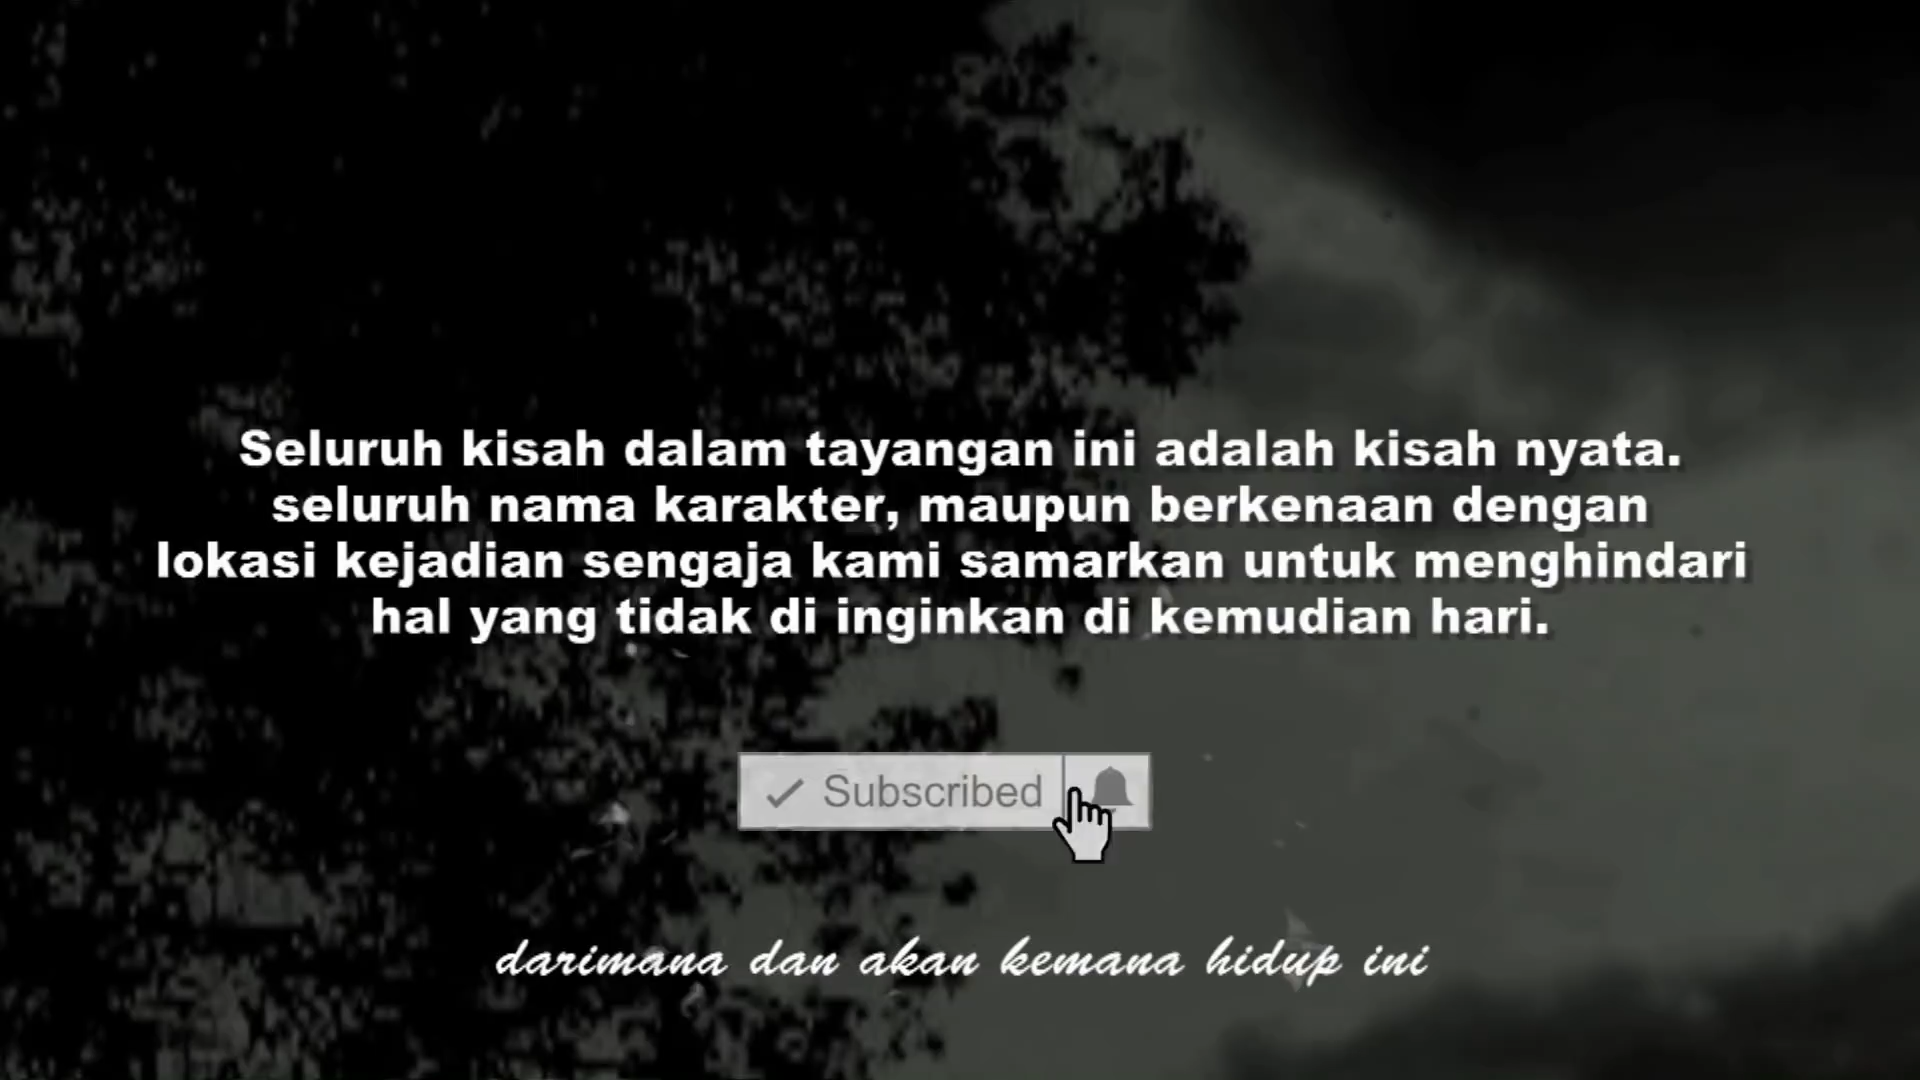 Seluruh kisah dalam tayangan ini adalah kisah nyata.
seluruh nama karakter, maupun berkenaan dengan
lokasi kejadian sengaja kami samarkan untuk menghindari
hal yang tidak di inginkan di kemudian hari.
Subscribed
darimana dan akan kemana hidup ini